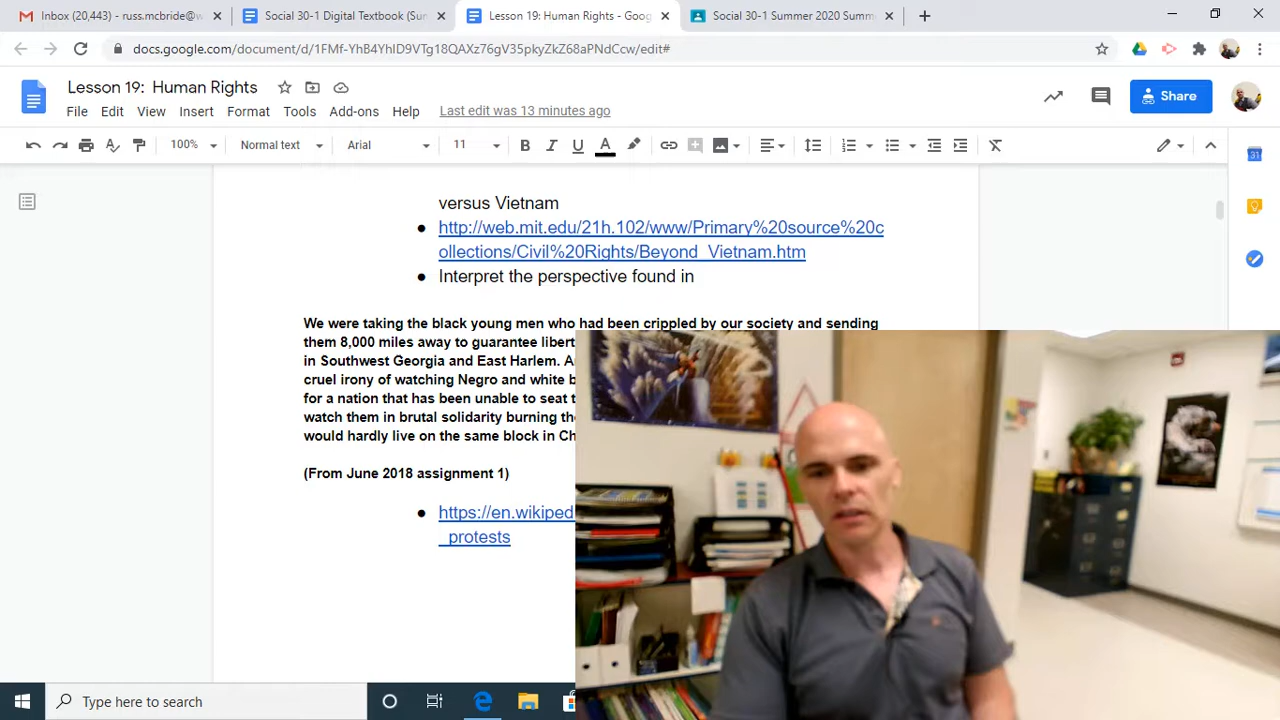 Inbox (20,443) - russ.mcbride@w
Social 30-1 Digital Textbook (Sum
Lesson 19: Human Rights - Goog
Social 30-1 Summer 2020 Summe
docs.google.com/document/d/1FMf-YhB4YhID9VTg18QAXz76gV35pkyZkZ68aPNdCcw/edit#
Lesson 19: Human Rights
File Edit View Insert Format Tools Add-ons Help Last edit was 13 minutes ago
Share
100% Normal text Arial 11 B I U A
31
versus Vietnam
http://web.mit.edu/21h.102/www/Primary%20source%20c
ollections/Civil%20Rights/Beyond_Vietnam.htm
Interpret the perspective found in
We were taking the black young men who had been crippled by our society and sending
them 8,000 miles away to guarantee libert
in Southwest Georgia and East Harlem.
cruel irony of watching Negro and white b
for a nation that has been unable to seat t
watch them in brutal solidarity burning the
would hardly live on the same block in Ch
(From June 2018 assignment 1)
https://en.wikiped
_protests
Type here to search